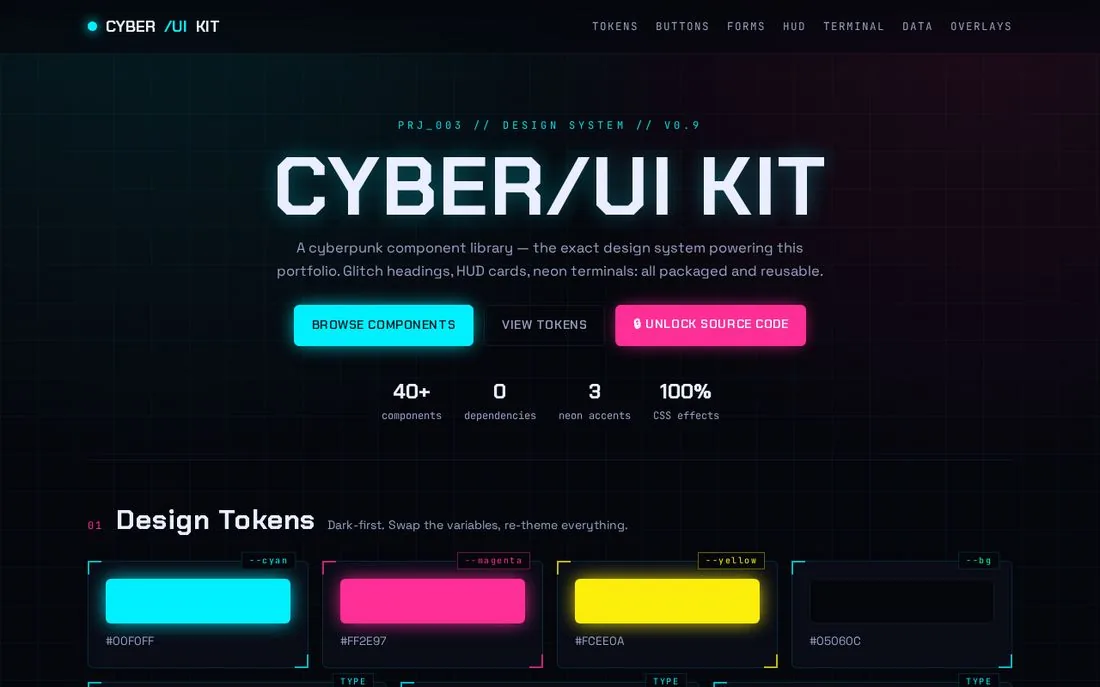 CYBER /UI KIT
TOKENS BUTTONS FORMS HUD TERMINAL DATA OVERLAYS
PRJ_003 // DESIGN SYSTEM // V0.9
CYBER/UI KIT
A cyberpunk component library — the exact design system powering this
portfolio. Glitch headings, HUD cards, neon terminals: all packaged and reusable.
BROWSE COMPONENTS
VIEW TOKENS
UNLOCK SOURCE CODE
40+ 0 3 100%
components dependencies neon accents CSS effects
01 Design Tokens Dark-first. Swap the variables, re-theme everything.
--cyan --magenta --yellow --bg
#00F0FF #FF2E97 #FCEE0A #05060C
TYPE TYPE TYPE